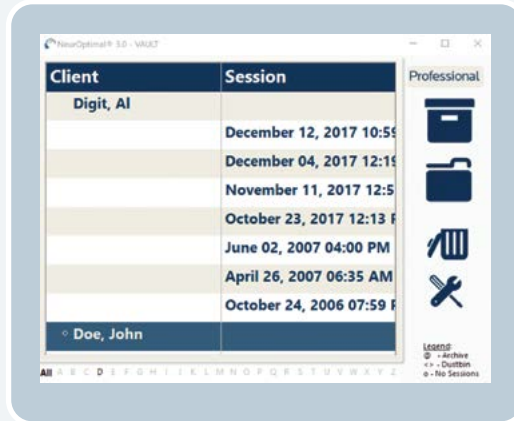 NeurOptimal® 3.0 - VAULT
Client Session Professional
Digit, Al
December 12, 2017 10:59
December 04, 2017 12:19
November 11, 2017 12:5
October 23, 2017 12:13 P
June 02, 2007 04:00 PM
April 26, 2007 06:35 AM
October 24, 2006 07:59 P
Doe, John
Legend:
@ - Archive
<> - Dustbin
o - No Sessions
All A B C D E F G H I J K L M N O P Q R S T U V W X Y Z